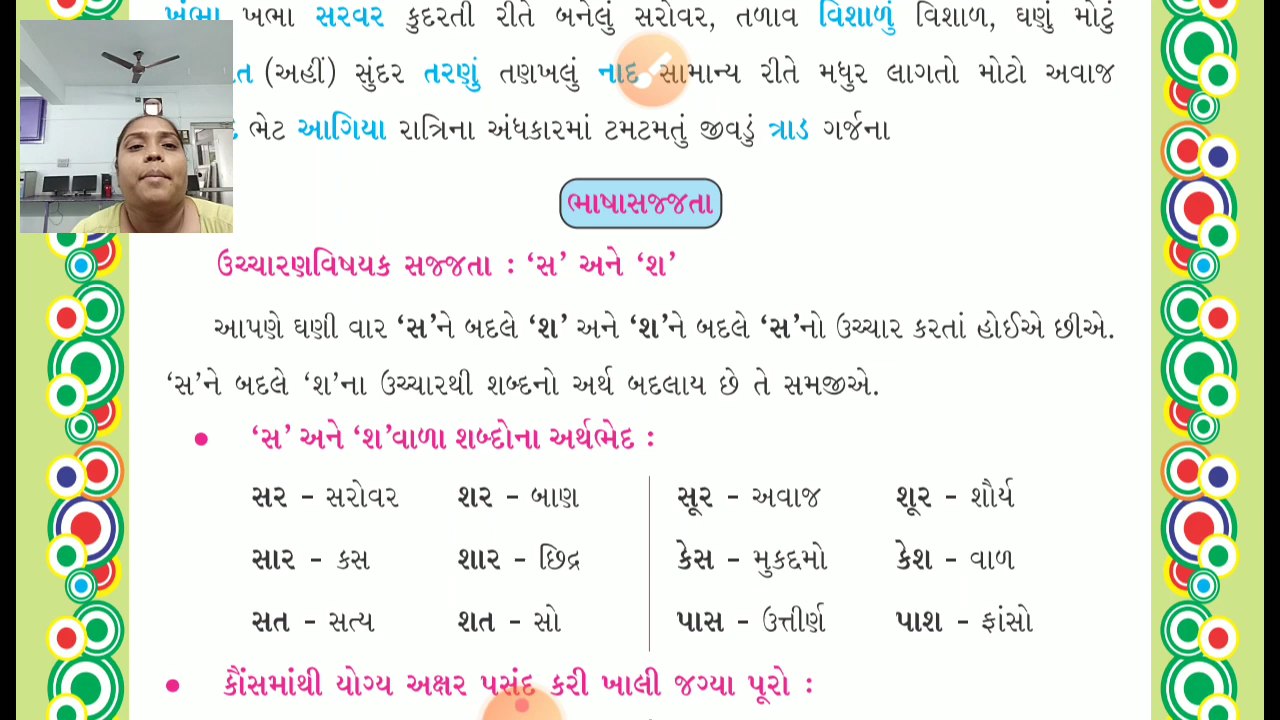 ખંભા ખભા સરવર કુદરતી રીતે બનેલું સરોવર, તળાવ વિશાળું વિશાળ, ઘણું મોટું
(અહીં) સુંદર તરણું તણખલું નાદ સામાન્ય રીતે મધુર લાગતો મોટો અવાજ
ભેટ આગિયા રાત્રિના અંધકારમાં ટમટમતું જીવડું ત્રાડ ગર્જના
ભાષાસજ્જતા
ઉચ્ચારણવિષયક સજ્જતા : ‘સ’ અને ‘શ’
આપણે ઘણી વાર ‘સ’ને બદલે ‘શ’ અને ‘શ’ને બદલે ‘સ’નો ઉચ્ચાર કરતાં હોઈએ છીએ.
‘સ’ને બદલે ‘શ’ના ઉચ્ચારથી શબ્દનો અર્થ બદલાય છે તે સમજીએ.
• ‘સ’ અને ‘શ’વાળા શબ્દોના અર્થભેદ :
સર – સરોવર શર – બાણ સૂર – અવાજ શૂર – શૌર્ય
સાર – કસ શાર – છિદ્ર કેસ – મુકદ્દમો કેશ – વાળ
સત – સત્ય શત – સો પાસ – ઉત્તીર્ણ પાશ – ફાંસો
• કૌંસમાંથી યોગ્ય અક્ષર પસંદ કરી ખાલી જગ્યા પૂરો :